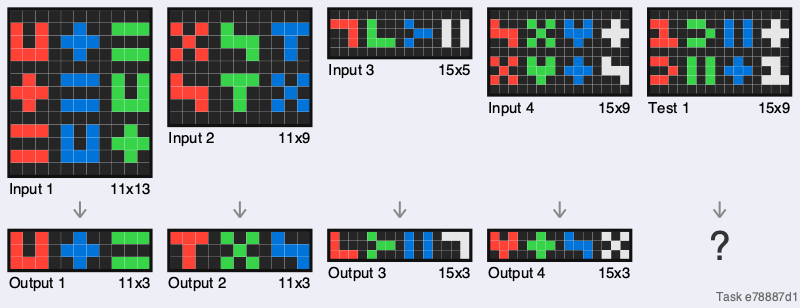 Input 1 11x13
Input 2 11x9
Input 3 15x5
Input 4 15x9
Test 1 15x9
Output 1 11x3
Output 2 11x3
Output 3 15x3
Output 4 15x3
?
Task e78887d1